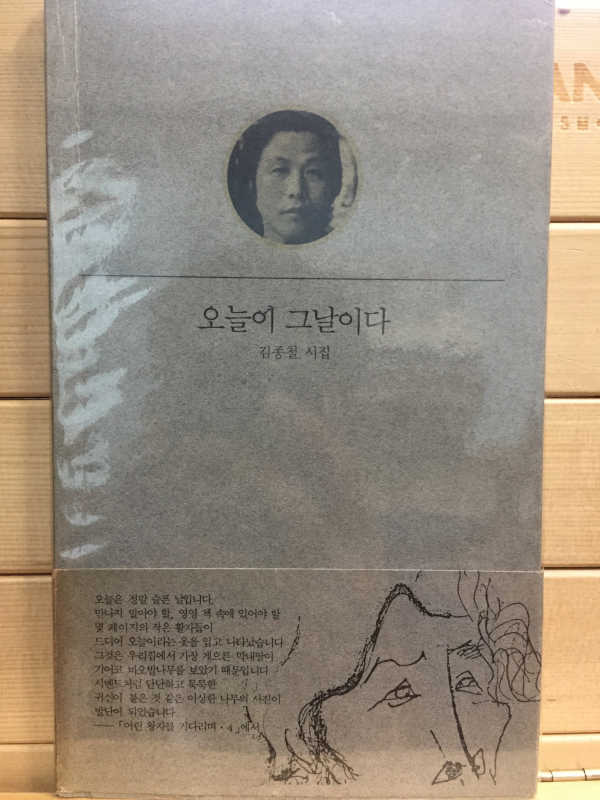 오늘이 그날이다
김종철 시집
오늘은 정말 슬픈 날입니다.
만나지 말아야 할, 영영 책 속에 있어야 할
몇 페이지의 작은 활자들이
드디어 오늘이라는 옷을 입고 나타났습니다
그것은 우리집에서 가장 게으른 막내딸이
기어코 바오밥나무를 보았기 때문입니다
시멘트처럼 단단하고 묵묵한
귀신이 붙은 것 같은 이상한 나무의 사진이
발단이 되었습니다
——「어린 왕자를 기다리며·4」에서